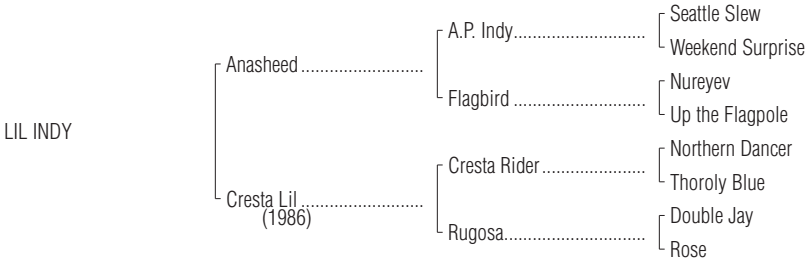 Seattle Slew
A.P. Indy..........................
Weekend Surprise
Anasheed.........................
Nureyev
Flagbird...........................
Up the Flagpole
LIL INDY
Northern Dancer
Cresta Rider.....................
Thoroly Blue
Cresta Lil.........................
(1986)
Double Jay
Rugosa............................
Rose